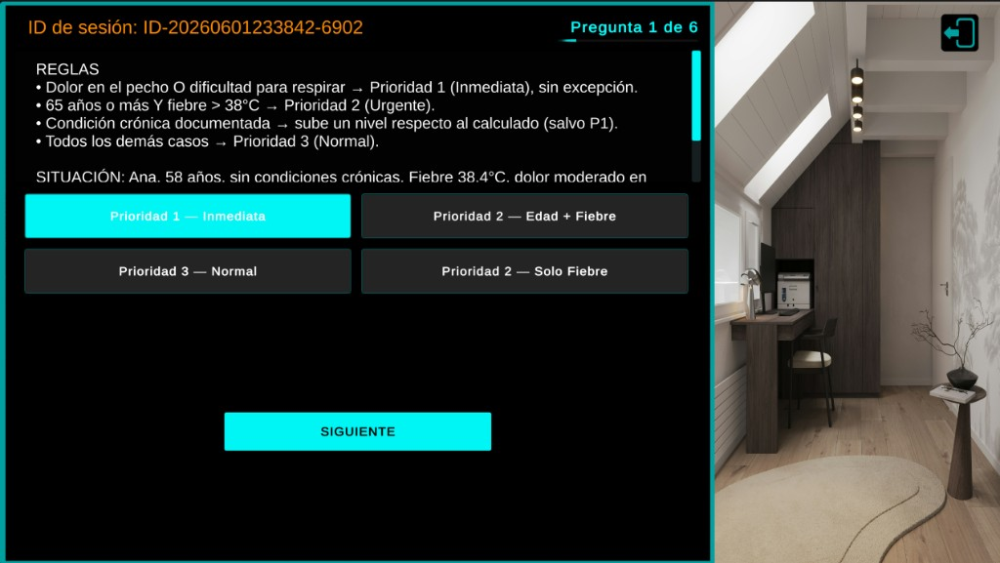 ID de sesión: ID-20260601233842-6902
Pregunta 1 de 6
REGLAS
• Dolor en el pecho O dificultad para respirar → Prioridad 1 (Inmediata), sin excepción.
• 65 años o más Y fiebre > 38°C → Prioridad 2 (Urgente).
• Condición crónica documentada → sube un nivel respecto al calculado (salvo P1).
• Todos los demás casos → Prioridad 3 (Normal).
SITUACIÓN: Ana, 58 años, sin condiciones crónicas. Fiebre 38.4°C, dolor moderado en
Prioridad 1 — Inmediata
Prioridad 2 — Edad + Fiebre
Prioridad 3 — Normal
Prioridad 2 — Solo Fiebre
SIGUIENTE